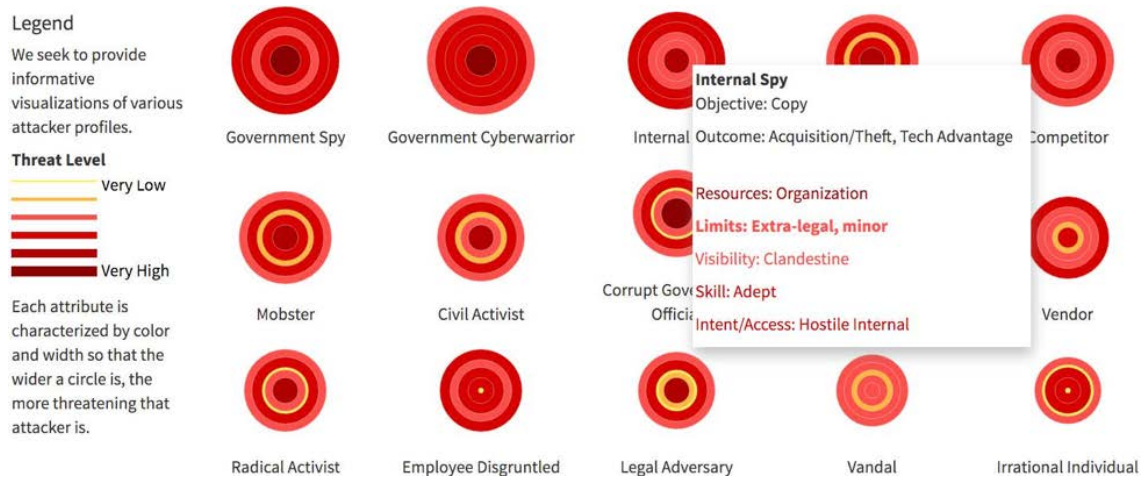 Legend
We seek to provide
informative
visualizations of various
attacker profiles.
Threat Level
Very Low
Very High
Each attribute is
characterized by color
and width so that the
wider a circle is, the
more threatening that
attacker is.
Government Spy
Government Cyberwarrior
Internal
Competitor
Internal Spy
Objective: Copy
Outcome: Acquisition/Theft, Tech Advantage
Resources: Organization
Limits: Extra-legal, minor
Visibility: Clandestine
Skill: Adept
Intent/Access: Hostile Internal
Mobster
Civil Activist
Corrupt Gov
Offici
Vendor
Radical Activist
Employee Disgruntled
Legal Adversary
Vandal
Irrational Individual